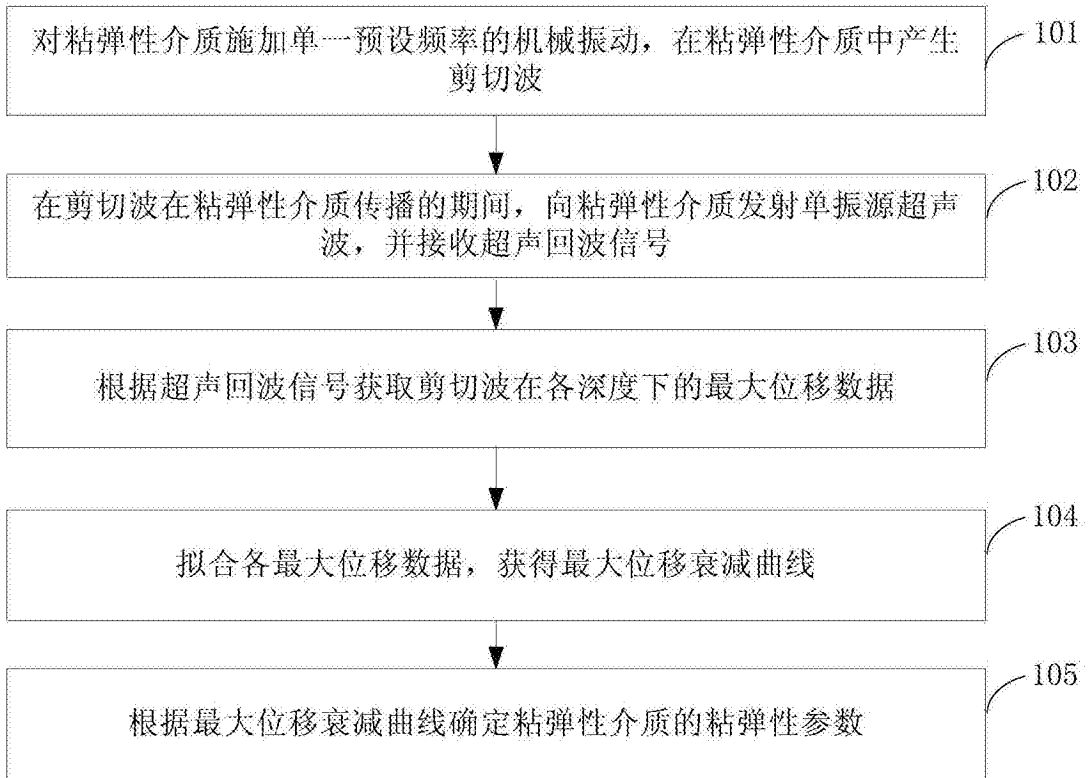 对粘弹性介质施加单一预设频率的机械振动，在粘弹性介质中产生
剪切波
101
在剪切波在粘弹性介质传播的期间，向粘弹性介质发射单振源超声
波，并接收超声回波信号
102
根据超声回波信号获取剪切波在各深度下的最大位移数据
103
拟合各最大位移数据，获得最大位移衰减曲线
104
根据最大位移衰减曲线确定粘弹性介质的粘弹性参数
105